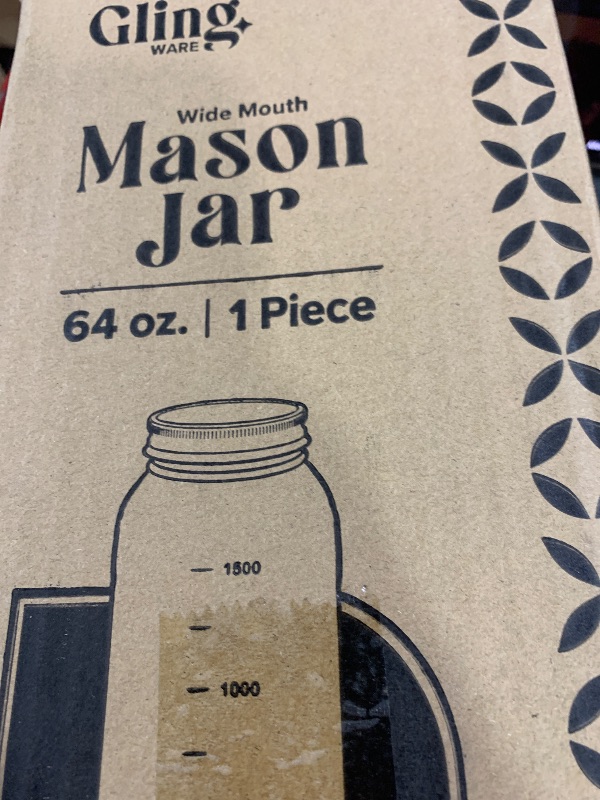 Gling
WARE
Wide Mouth
Mason
Jar
64 oz. | 1 Piece
1500
1000